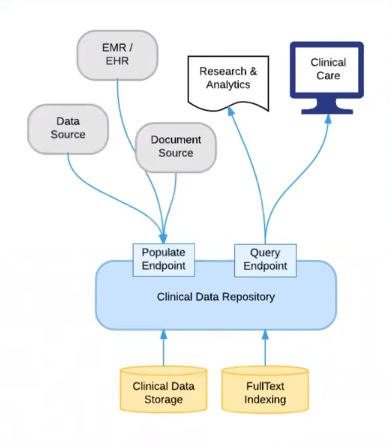 EMR /
EHR
Research &
Analytics
Clinical
Care
Data
Source
Document
Source
Populate
Endpoint
Query
Endpoint
Clinical Data Repository
Clinical Data
Storage
FullText
Indexing